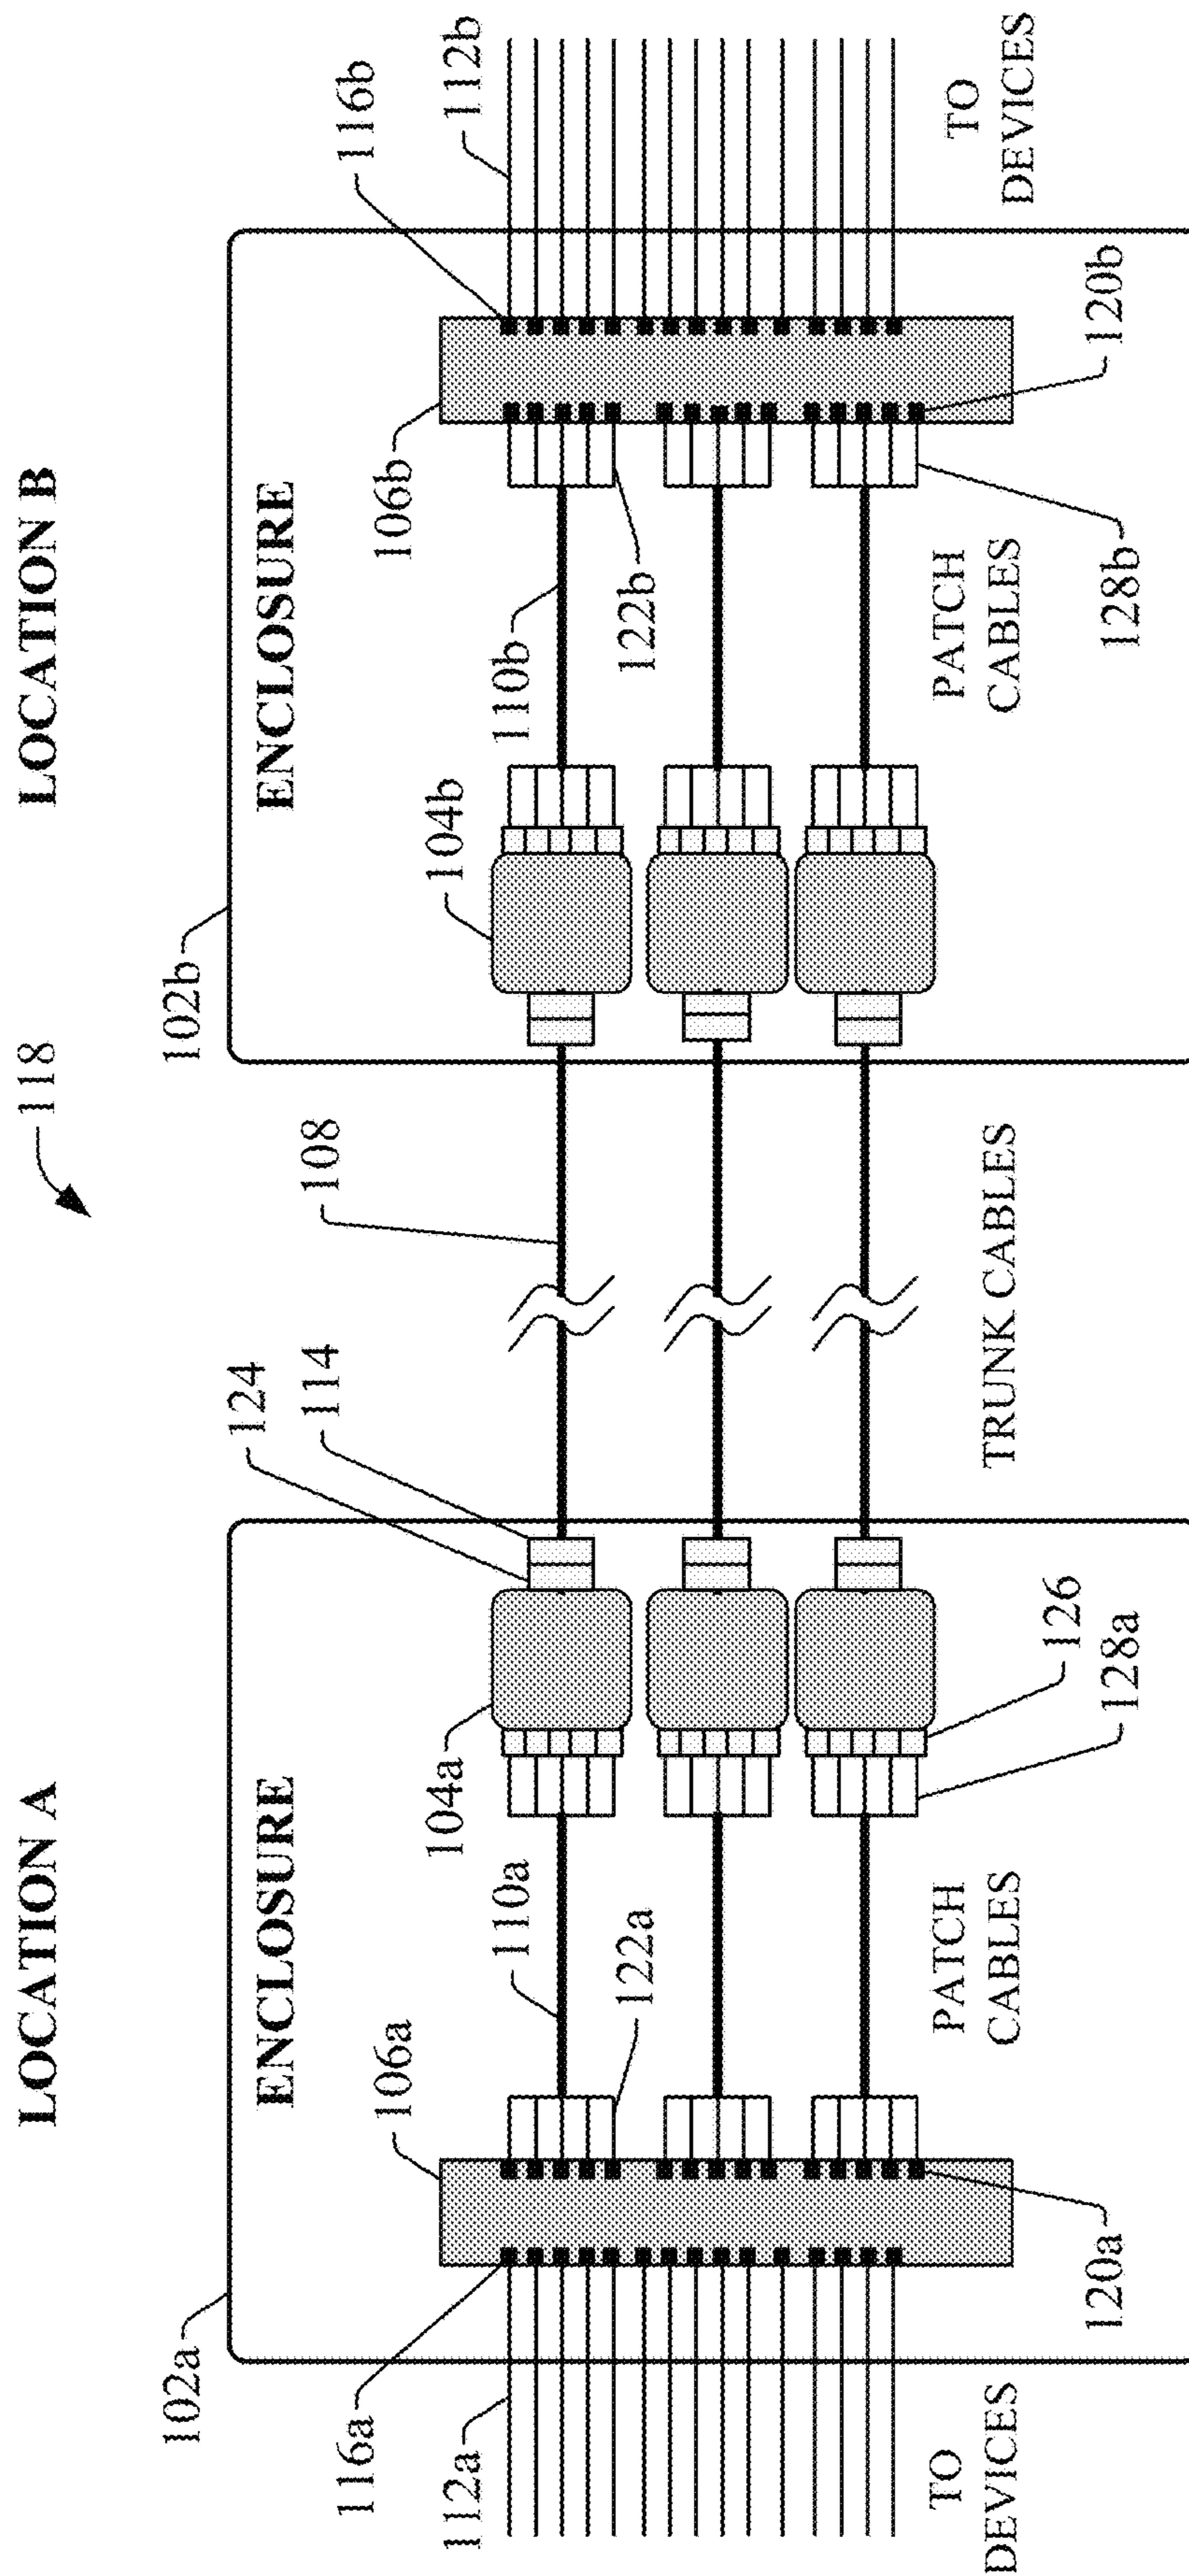 118
LOCATION A
LOCATION B
102a
102b
ENCLOSURE
ENCLOSURE
124
114
108
116a
106a
104a
104b
106b
116b
112a
110a
110b
112b
122a
122b
TO
DEVICES
PATCH
CABLES
TRUNK CABLES
PATCH
CABLES
TO
DEVICES
120a
126
128a
128b
120b